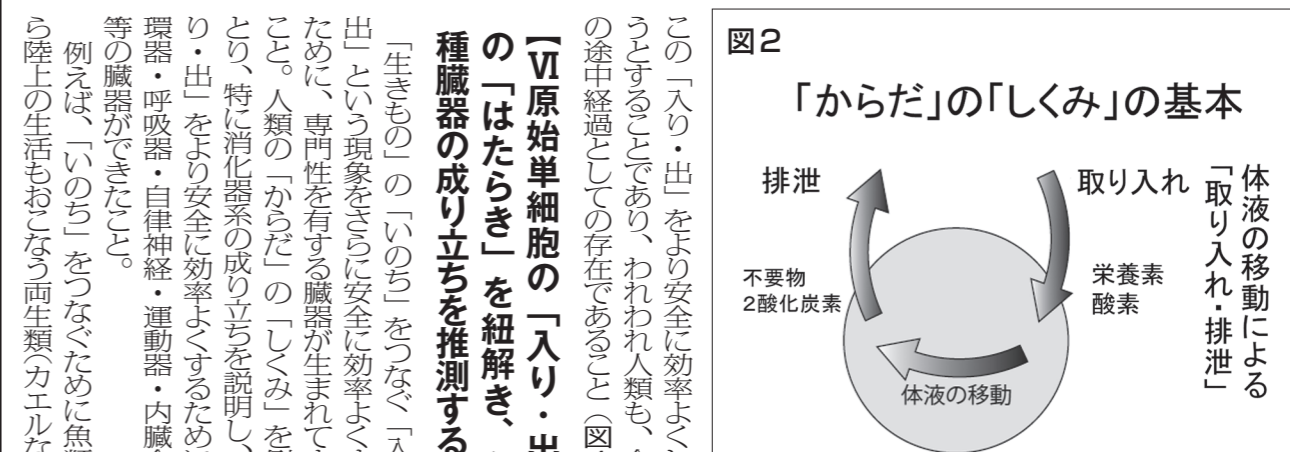 図2
「からだ」の「しくみ」の基本
排泄
取り入れ
不要物
2酸化炭素
栄養素
酸素
体液の移動
体液の移動による
「取り入れ・排泄」
この「入り・出」をより安全に効率よく
うとすることであり、われわれ人類も、
の途中経過としての存在であること（図
【Ⅵ原始単細胞の「入り・出
の「はたらき」を紐解き、
種臓器の成り立ちを推測する
「生きもの」の「いのち」をつなぐ「入
出」という現象をさらに安全に効率よく
ために、専門性を有する臓器が生まれて
こと。人類の「からだ」の「しくみ」を
とり、特に消化器系の成り立ちを説明し、
り・出」をより安全に効率よくするため
環器・呼吸器・自律神経・運動器・内臓
等の臓器ができたこと。
例えば、「いのち」をつなぐために魚類
ら陸上の生活もおこなう両生類（カエルな